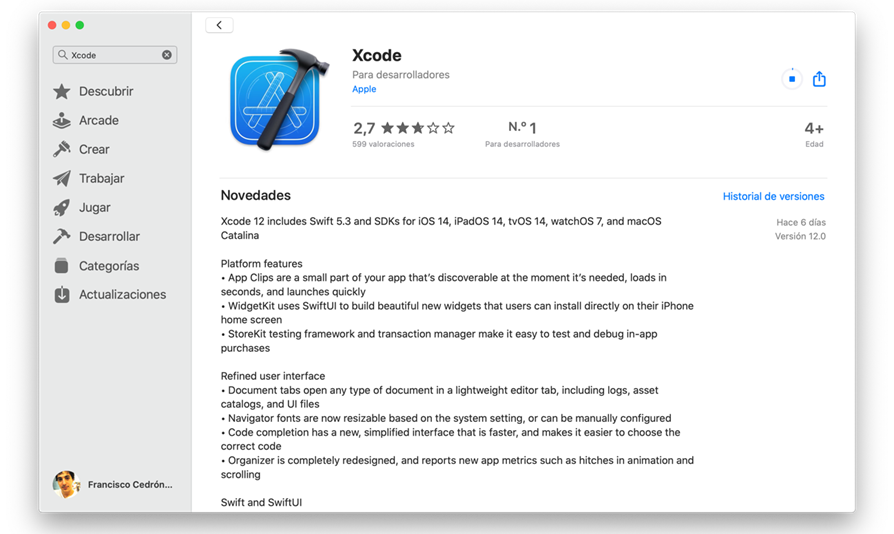 Xcode
Descubrir
Arcade
Crear
Trabajar
Jugar
Desarrollar
Categorías
Actualizaciones
Francisco Cedrón...
Xcode
Para desarrolladores
Apple
2,7
599 valoraciones
N.º 1
Para desarrolladores
4+
Edad
Novedades
Historial de versiones
Hace 6 días
Versión 12.0
Xcode 12 includes Swift 5.3 and SDKs for iOS 14, iPadOS 14, tvOS 14, watchOS 7, and macOS
Catalina
Platform features
• App Clips are a small part of your app that’s discoverable at the moment it’s needed, loads in
seconds, and launches quickly
• WidgetKit uses SwiftUI to build beautiful new widgets that users can install directly on their iPhone
home screen
• StoreKit testing framework and transaction manager make it easy to test and debug in-app
purchases
Refined user interface
• Document tabs open any type of document in a lightweight editor tab, including logs, asset
catalogs, and UI files
• Navigator fonts are now resizable based on the system setting, or can be manually configured
• Code completion has a new, simplified interface that is faster, and makes it easier to choose the
correct code
• Organizer is completely redesigned, and reports new app metrics such as hitches in animation and
scrolling
Swift and SwiftUI